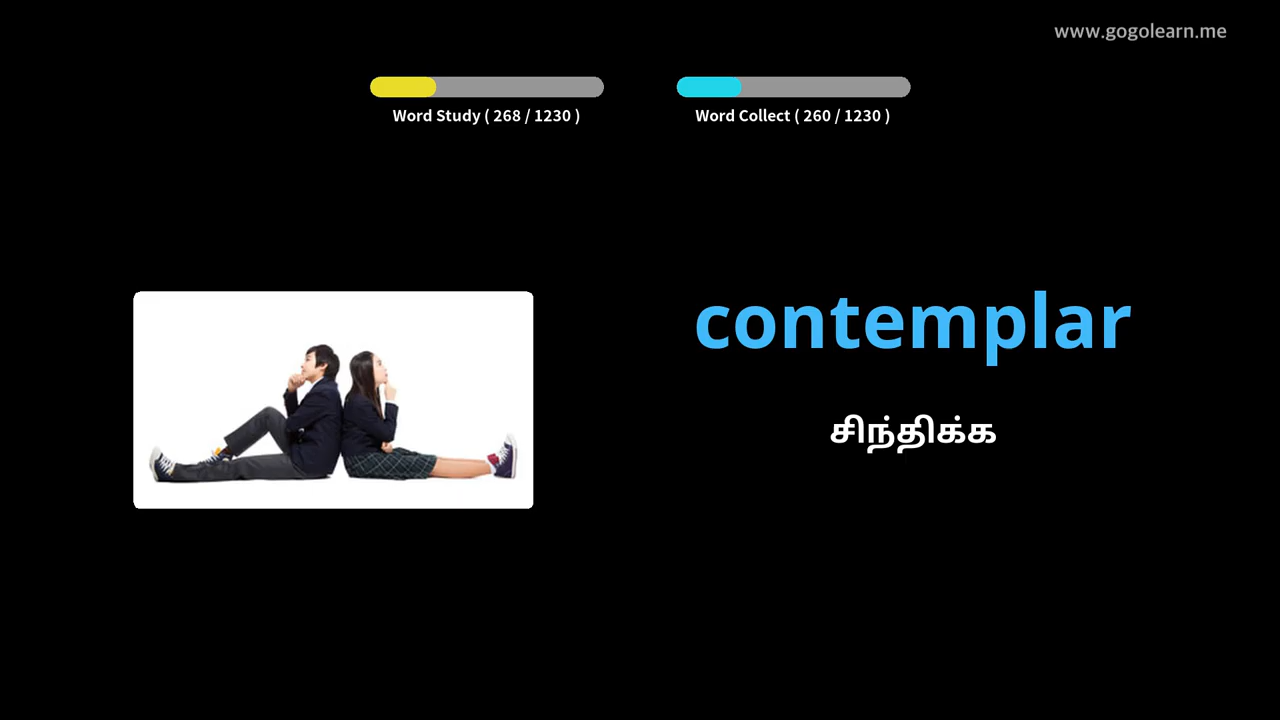 www.gogolearn.me
Word Study ( 268 / 1230 )
Word Collect ( 260 / 1230 )
contemplar
சிந்திக்க